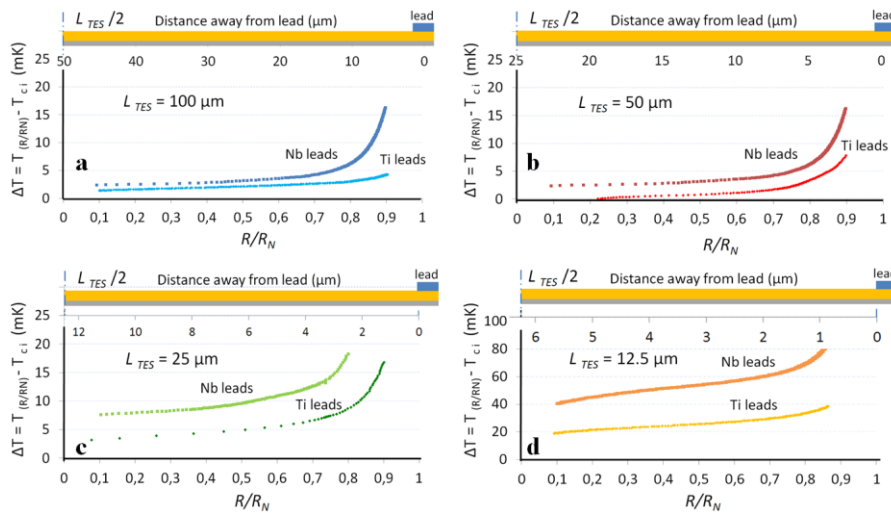 L TES /2 Distance away from lead (μm) lead
50 40 30 20 10 0
ΔT = T (R/RN) - T c i (mK)
25
20
15
10
5
0
L TES = 100 μm
a
Nb leads
Ti leads
0 0,1 0,2 0,3 0,4 0,5 0,6 0,7 0,8 0,9 1
R/RN
L TES /2 Distance away from lead (μm) lead
25 20 15 10 5 0
ΔT = T (R/RN) - T c i (mK)
25
20
15
10
5
0
L TES = 50 μm
b
Nb leads
Ti leads
0 0,1 0,2 0,3 0,4 0,5 0,6 0,7 0,8 0,9 1
R/RN
L TES /2 Distance away from lead (μm) lead
12 10 8 6 4 2 0
ΔT = T (R/RN) - T c i (mK)
25
20
15
10
5
0
L TES = 25 μm
Nb leads
Ti leads
c
0 0,1 0,2 0,3 0,4 0,5 0,6 0,7 0,8 0,9 1
R/RN
L TES /2 Distance away from lead (μm) lead
6 5 4 3 2 1 0
ΔT = T (R/RN) - T c i (mK)
100
80
60
40
20
0
L TES = 12.5 μm
Nb leads
Ti leads
d
0 0,1 0,2 0,3 0,4 0,5 0,6 0,7 0,8 0,9 1
R/RN